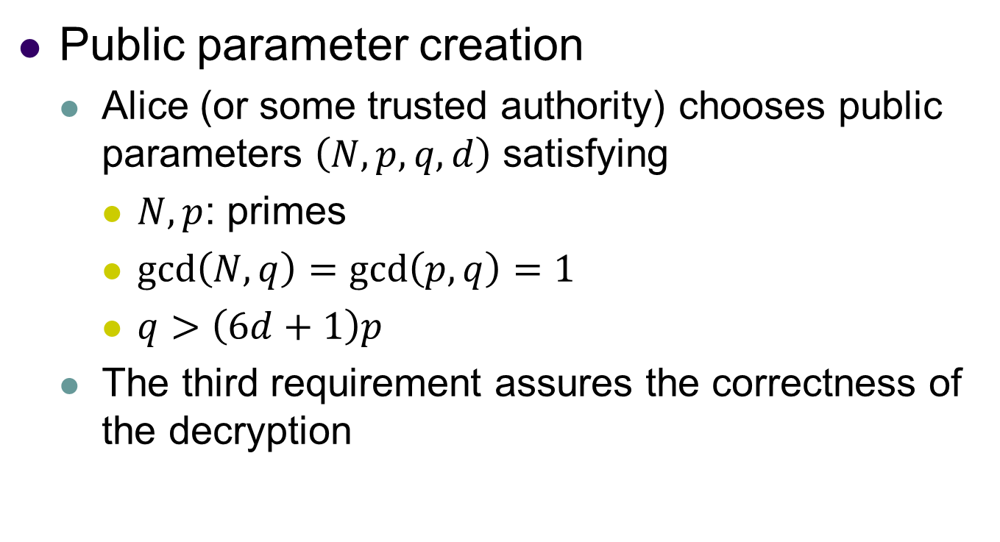 Public parameter creation
Alice (or some trusted authority) chooses public
parameters (N, p, q, d) satisfying
N, p: primes
gcd(N, q) = gcd(p, q) = 1
q > (6d + 1)p
The third requirement assures the correctness of
the decryption